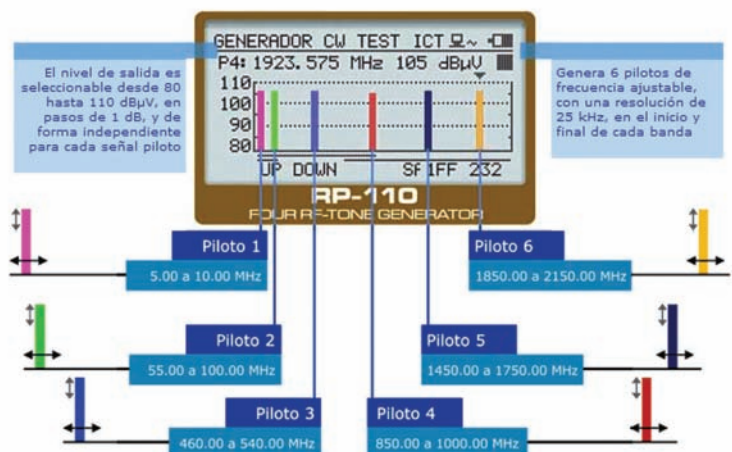 GENERADOR CW TEST ICT
P4: 1923.575 MHz 105 dBµV
110
100
90
80
UP DOWN SF1FF 232
RP-110
FOUR RF-TONE GENERATOR
El nivel de salida es
seleccionable desde 80
hasta 110 dBµV, en
pasos de 1 dB, y de
forma independiente
para cada señal piloto
Genera 6 pilotos de
frecuencia ajustable,
con una resolución de
25 kHz, en el inicio y
final de cada banda
Piloto 1
5.00 a 10.00 MHz
Piloto 2
55.00 a 100.00 MHz
Piloto 3
460.00 a 540.00 MHz
Piloto 6
1850.00 a 2150.00 MHz
Piloto 5
1450.00 a 1750.00 MHz
Piloto 4
850.00 a 1000.00 MHz